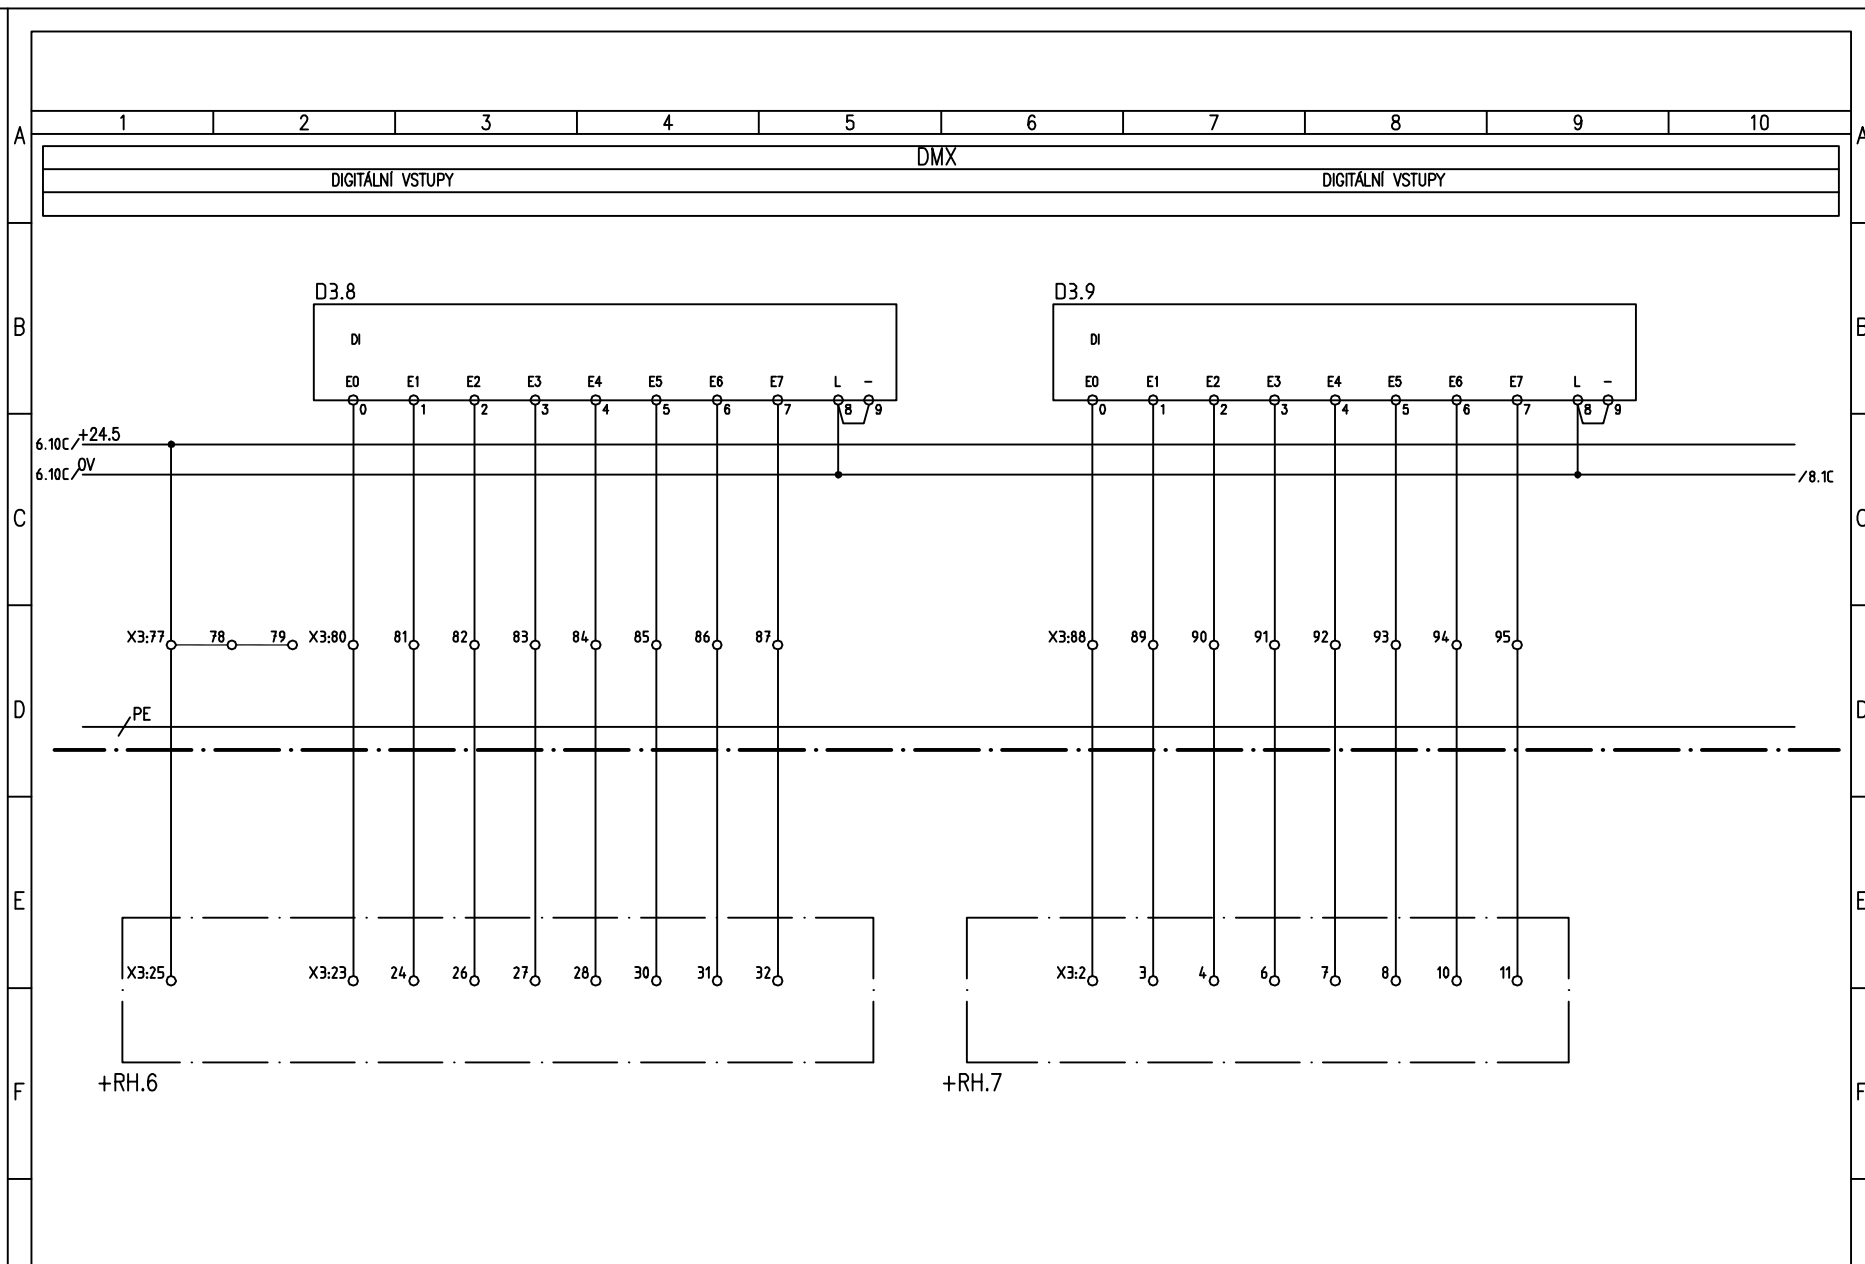 1 2 3 4 5 6 7 8 9 10
A A
DMX
DIGITÁLNÍ VSTUPY DIGITÁLNÍ VSTUPY
D3.8 D3.9
B B
DI DI
E0 E1 E2 E3 E4 E5 E6 E7 L - E0 E1 E2 E3 E4 E5 E6 E7 L -
0 1 2 3 4 5 6 7 8 9 0 1 2 3 4 5 6 7 8 9
6.10C/ +24.5
6.10C/ 0V /8.1C
C C
X3:77 78 79 X3:80 81 82 83 84 85 86 87 X3:88 89 90 91 92 93 94 95
D D
PE
E E
X3:25 X3:23 24 26 27 28 30 31 32 X3:2 3 4 6 7 8 10 11
+RH.6 +RH.7
F F